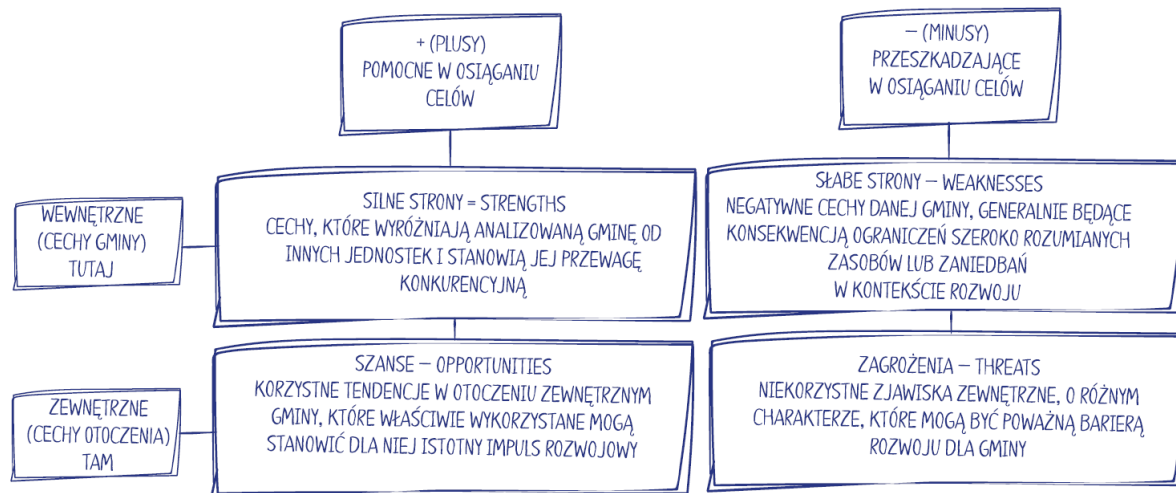 + (PLUSY)
POMOCNE W OSIĄGANIU
CELÓW
– (MINUSY)
PRZESZKADZAJĄCE
W OSIĄGANIU CELÓW
WEWNĘTRZNE
(CECHY GMINY)
TUTAJ
SILNE STRONY = STRENGTHS
CECHY, KTÓRE WYRÓŻNIAJĄ ANALIZOWANĄ GMINĘ OD
INNYCH JEDNOSTEK I STANOWIĄ JEJ PRZEWAGĘ
KONKURENCYJNĄ
SŁABE STRONY – WEAKNESSES
NEGATYWNE CECHY DANEJ GMINY, GENERALNIE BĘDĄCE
KONSEKWENCJĄ OGRANICZEŃ SZEROKO ROZUMIANYCH
ZASOBÓW LUB ZANIEDBAŃ
W KONTEKŚCIE ROZWOJU
ZEWNĘTRZNE
(CECHY OTOCZENIA)
TAM
SZANSE – OPPORTUNITIES
KORZYSTNE TENDENCJE W OTOCZENIU ZEWNĘTRZNYM
GMINY, KTÓRE WŁAŚCIWIE WYKORZYSTANE MOGĄ
STANOWIĆ DLA NIEJ ISTOTNY IMPULS ROZWOJOWY
ZAGROŻENIA – THREATS
NIEKORZYSTNE ZJAWISKA ZEWNĘTRZNE, O RÓŻNYM
CHARAKTERZE, KTÓRE MOGĄ BYĆ POWAŻNĄ BARIERĄ
ROZWOJU DLA GMINY